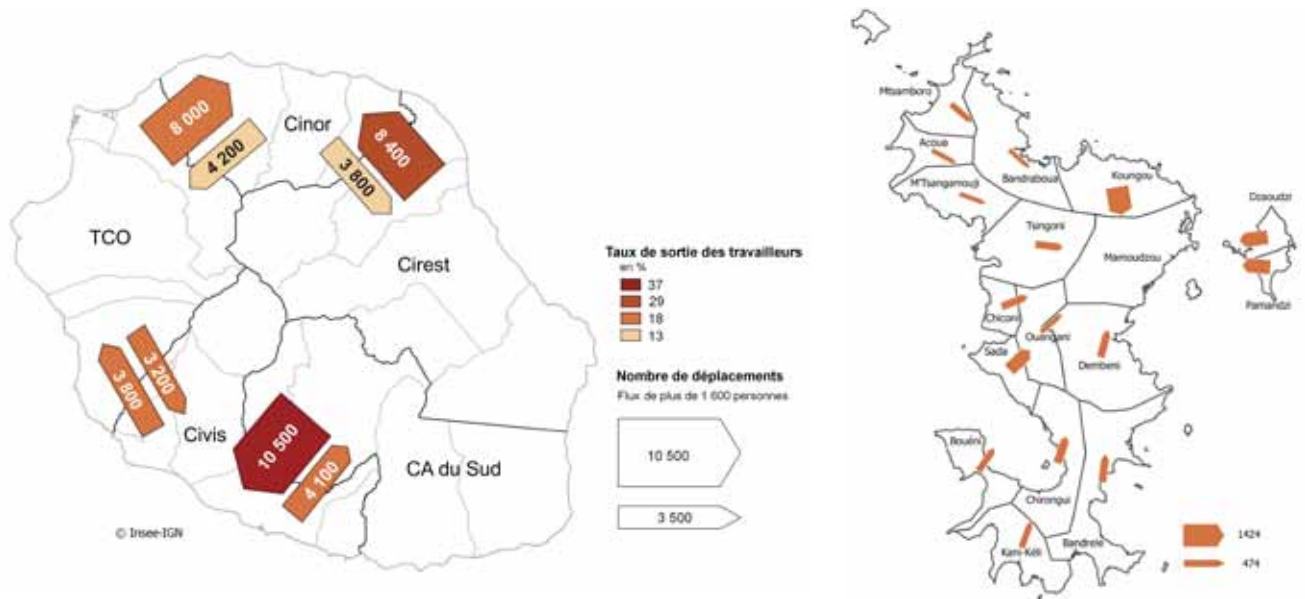 8 000
4 200
Cinor
3 800
8 400
TCO
Cirest
3 800
3 200
Civis
10 500
4 100
CA du Sud
© Insee-IGN
Taux de sortie des travailleurs
en %
37
29
18
13
Nombre de déplacements
Flux de plus de 1 600 personnes
10 500
3 500
Mtsamboro
Acoua
M'Tsangamouji
Bandraboua
Koungou
Dzaoudzi
Tsingoni
Mamoudzou
Pamandzi
Chiconi
Ouangani
Sada
Dembeni
Bouéni
Chirongui
Kani-Kéli
Bandrele
1424
474